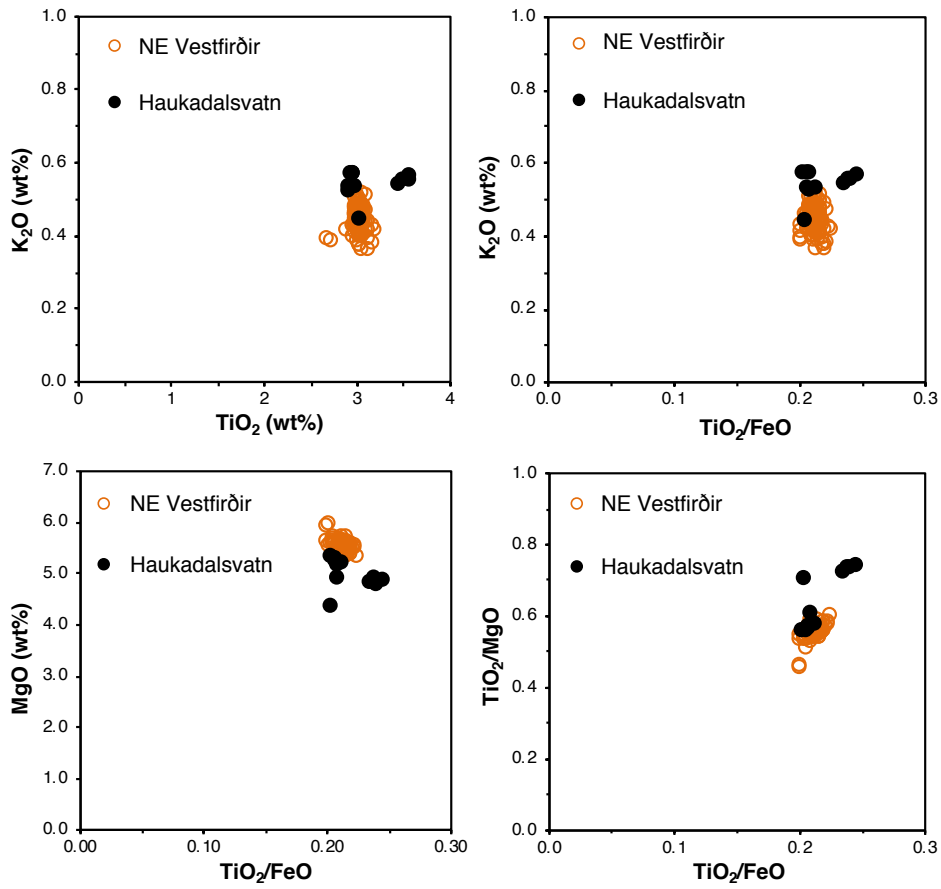 1.0
0.8
0.6
0.4
0.2
0.0
K₂O (wt%)
NE Vestfirðir
Haukadalsvatn
0
1
2
3
4
TiO₂ (wt%)
1.0
0.8
0.6
0.4
0.2
0.0
K₂O (wt%)
NE Vestfirðir
Haukadalsvatn
0.0
0.1
0.2
0.3
TiO₂/FeO
7.0
6.0
5.0
4.0
3.0
2.0
1.0
0.0
MgO (wt%)
NE Vestfirðir
Haukadalsvatn
0.00
0.10
0.20
0.30
TiO₂/FeO
1.0
0.8
0.6
0.4
0.2
0.0
TiO₂/MgO
NE Vestfirðir
Haukadalsvatn
0.0
0.1
0.2
0.3
TiO₂/FeO